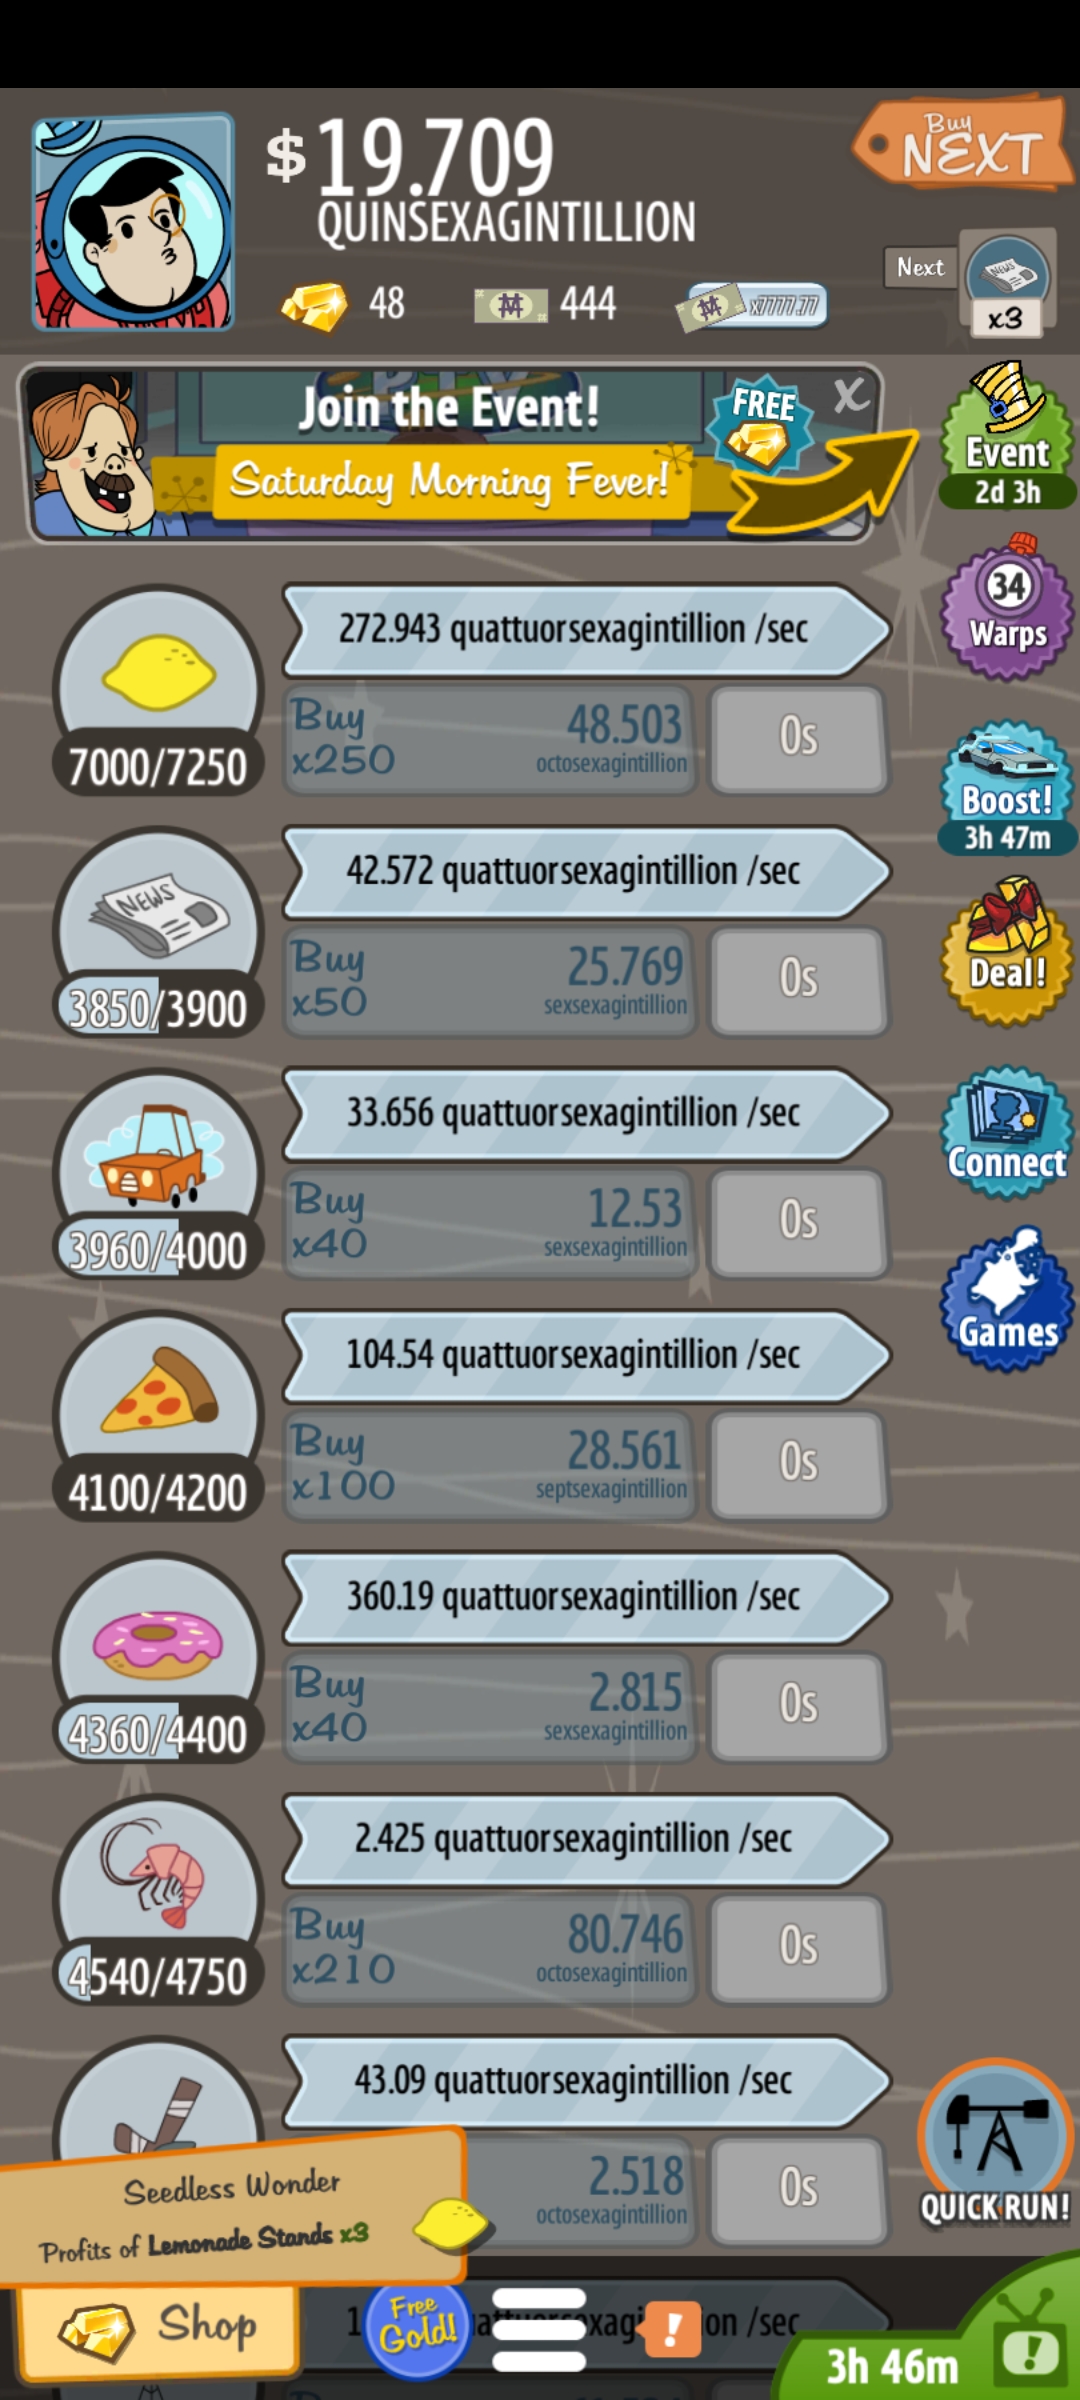 $19.709
QUINSEXAGINTILLION
Buy
NEXT
48
444
x7777.77
Next
NEWS
x3
Join the Event!
Saturday Morning Fever!
FREE
X
Event
2d 3h
34
Warps
Boost!
3h 47m
Deal!
Connect
Games
272.943 quattuorsexagintillion /sec
7000/7250
Buy
x250
48.503
octosexagintillion
0s
42.572 quattuorsexagintillion /sec
NEWS
3850/3900
Buy
x50
25.769
sexsexagintillion
0s
33.656 quattuorsexagintillion /sec
3960/4000
Buy
x40
12.53
sexsexagintillion
0s
104.54 quattuorsexagintillion /sec
4100/4200
Buy
x100
28.561
septsexagintillion
0s
360.19 quattuorsexagintillion /sec
4360/4400
Buy
x40
2.815
sexsexagintillion
0s
2.425 quattuorsexagintillion /sec
4540/4750
Buy
x210
80.746
octosexagintillion
0s
43.09 quattuorsexagintillion /sec
2.518
octosexagintillion
0s
QUICK RUN!
Seedless Wonder
Profits of Lemonade Stands x3
Shop
Free
Gold!
!
/sec
3h 46m
!